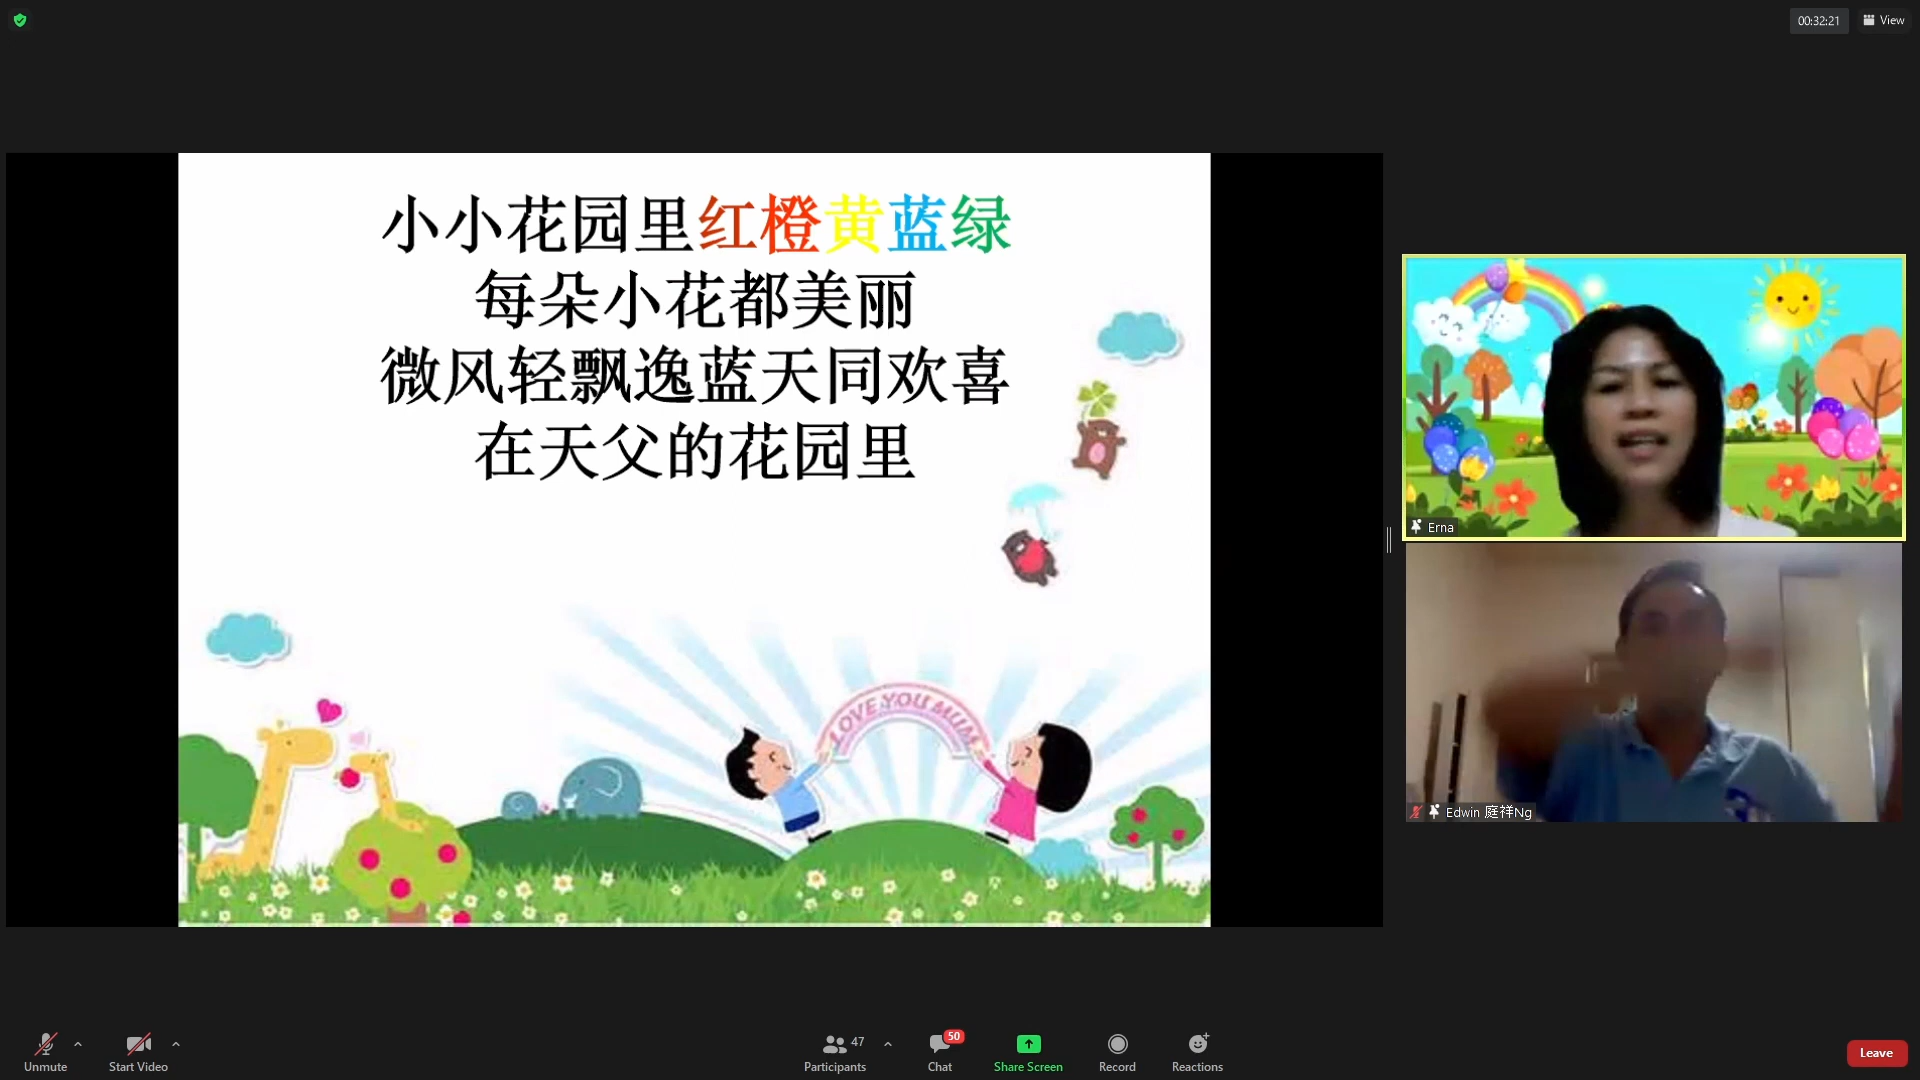 00:32:21
View
小小花园里红橙黄蓝绿
每朵小花都美丽
微风轻飘逸蓝天同欢喜
在天父的花园里
LOVE YOU MUM
Erna
Edwin 庭祥Ng
Unmute
Start Video
47
Participants
50
Chat
Share Screen
Record
Reactions
Leave